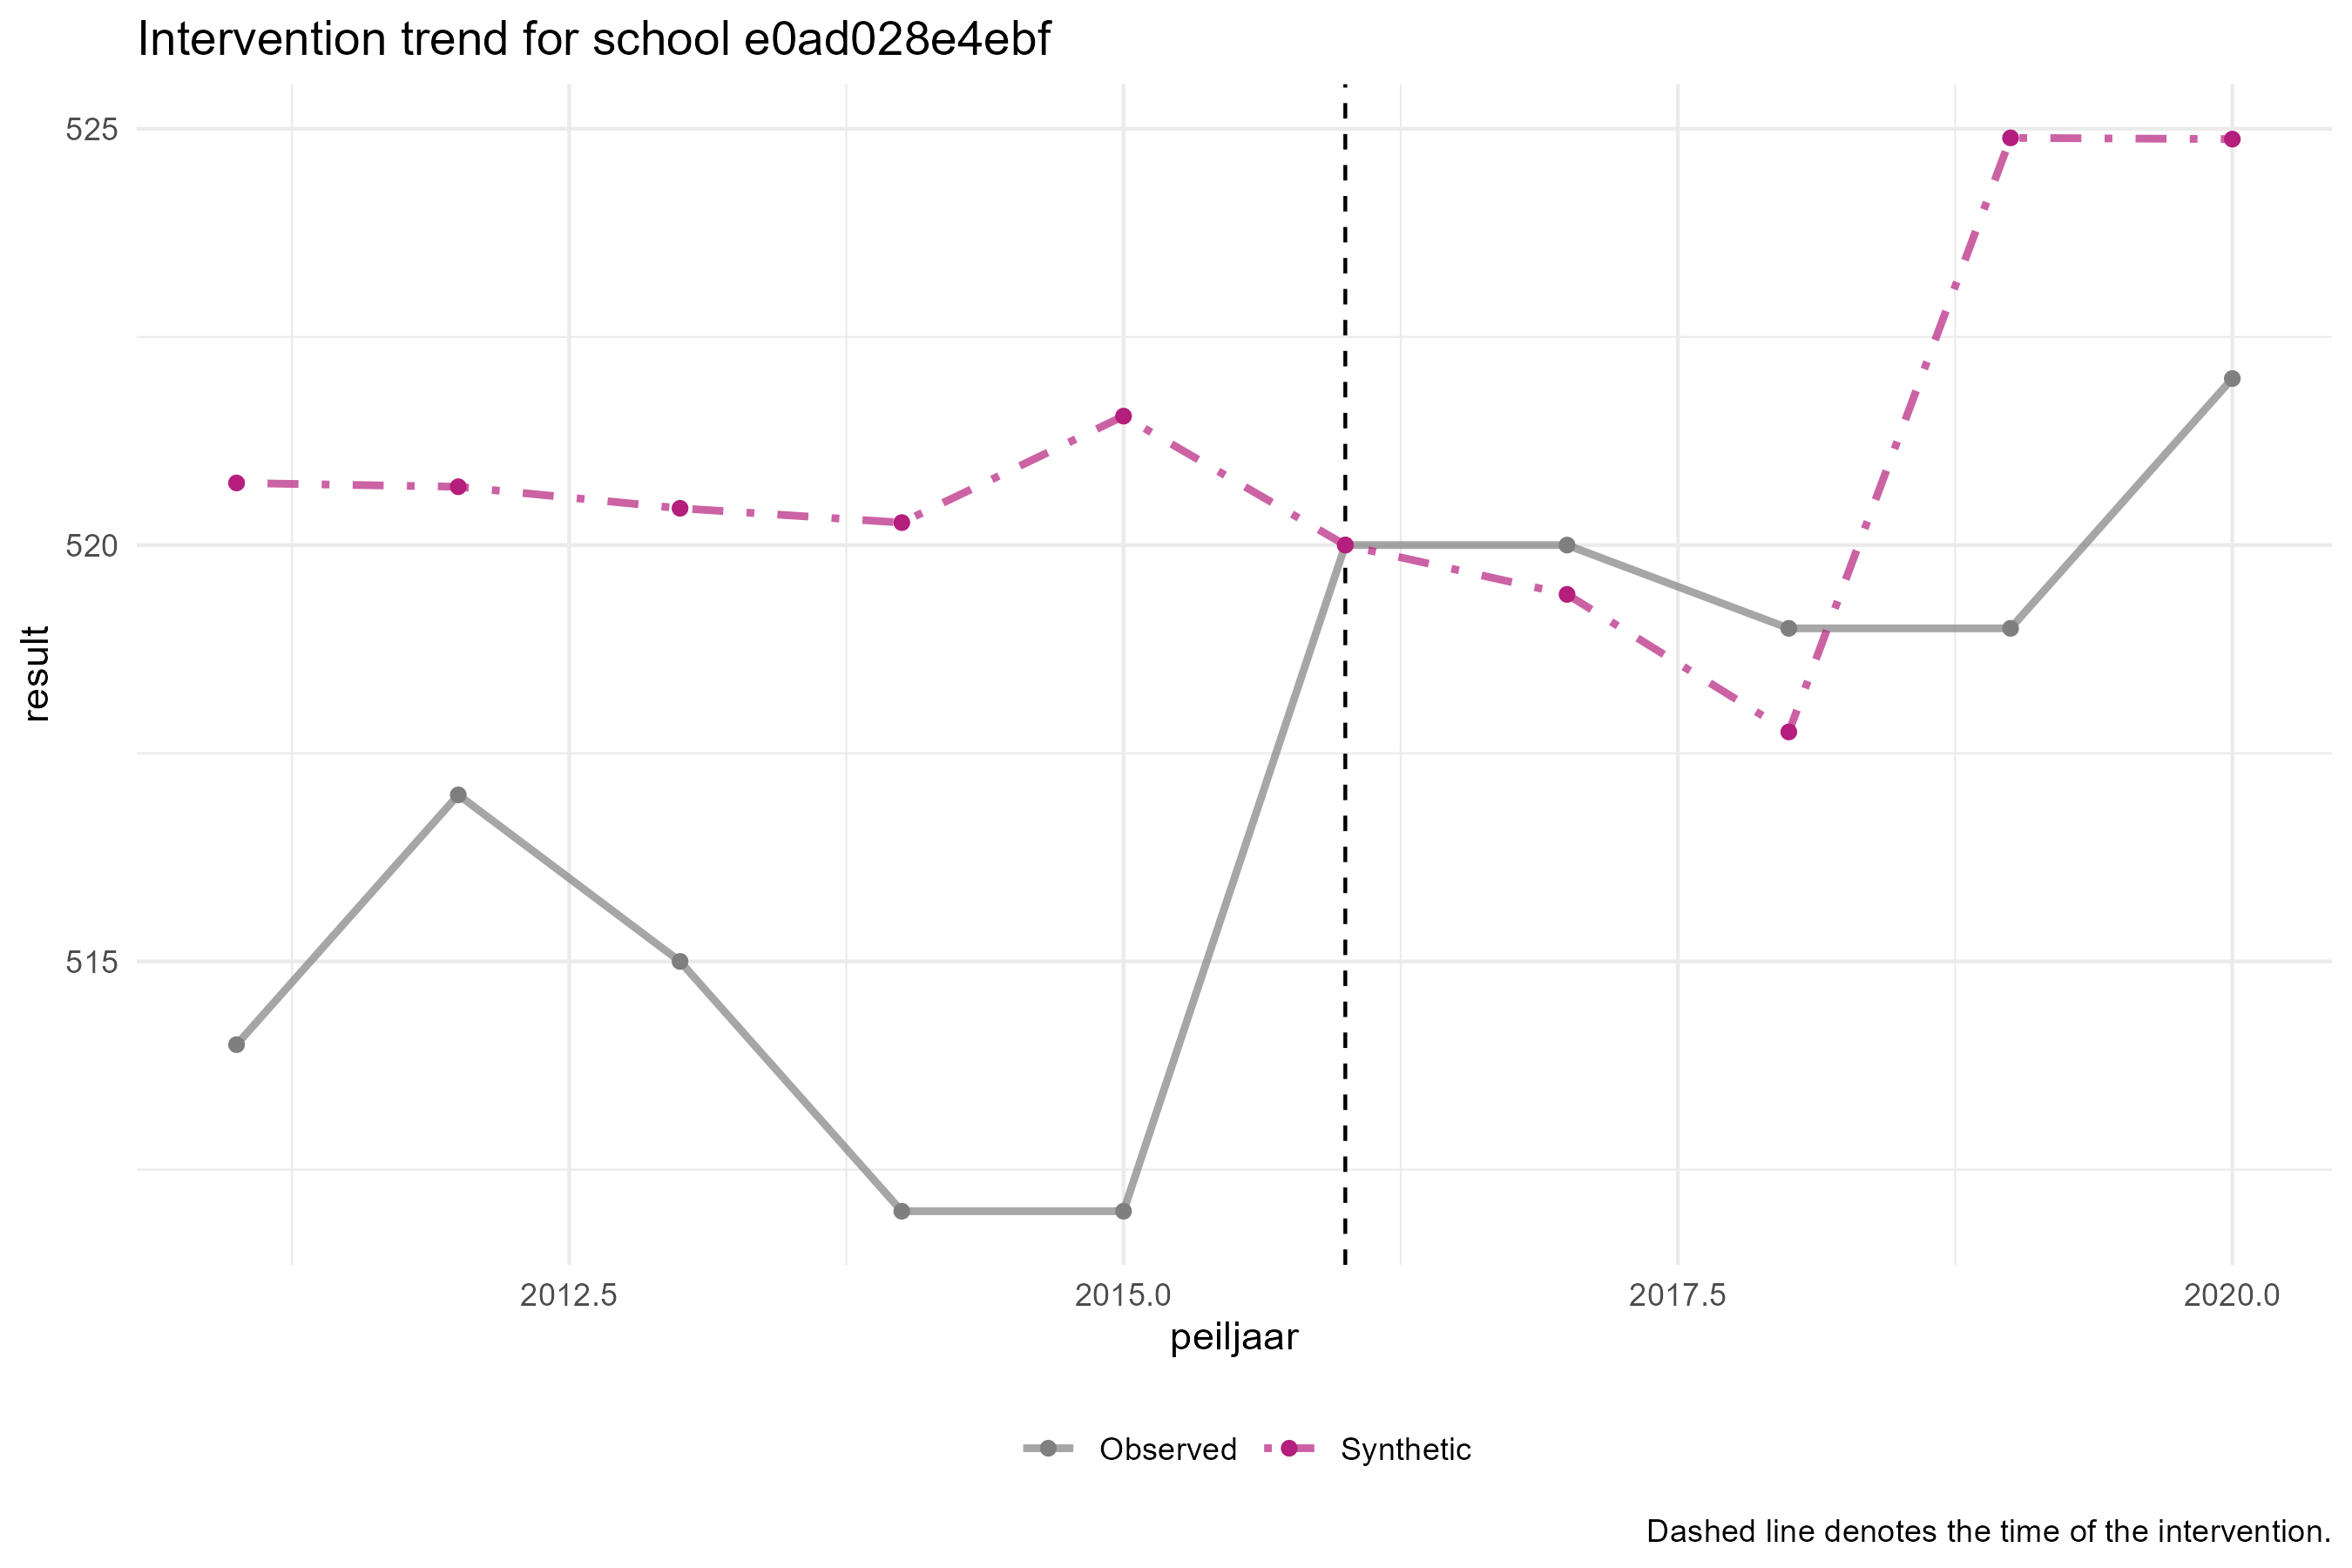 Intervention trend for school e0ad028e4ebf
525
520
515
result
2012.5 2015.0 2017.5 2020.0
peiljaar
Observed Synthetic
Dashed line denotes the time of the intervention.